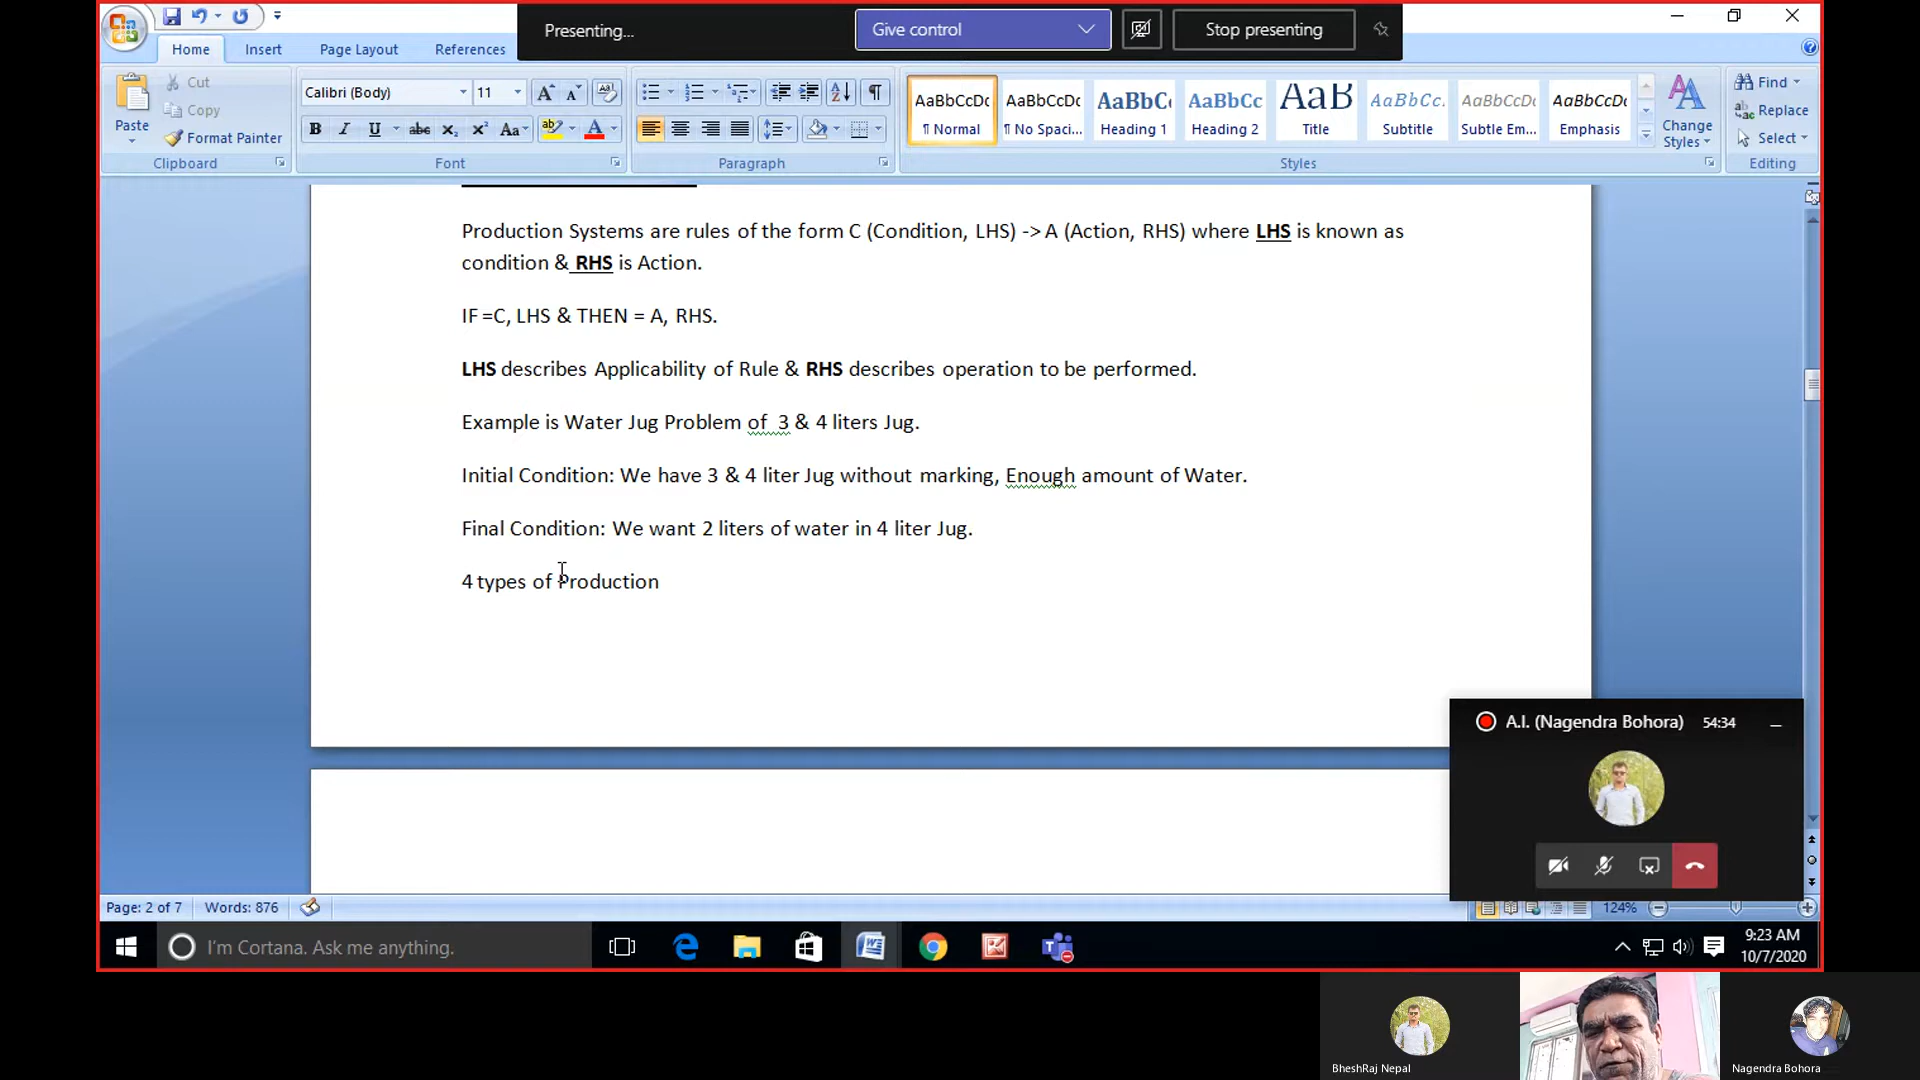 Presenting...
Give control
Stop presenting
Home
Insert
Page Layout
References
Paste
Cut
Copy
Format Painter
Clipboard
Calibri (Body)
11
Font
Paragraph
AaBbCcDc
¶ Normal
AaBbCcDc
¶ No Spaci...
AaBbC
Heading 1
AaBbCc
Heading 2
AaB
Title
AaBbCc.
Subtitle
AaBbCcDc
Subtle Em...
AaBbCcDc
Emphasis
Change
Styles
Styles
Find
Replace
Select
Editing
Production Systems are rules of the form C (Condition, LHS) -> A (Action, RHS) where LHS is known as
condition & RHS is Action.
IF =C, LHS & THEN = A, RHS.
LHS describes Applicability of Rule & RHS describes operation to be performed.
Example is Water Jug Problem of 3 & 4 liters Jug.
Initial Condition: We have 3 & 4 liter Jug without marking, Enough amount of Water.
Final Condition: We want 2 liters of water in 4 liter Jug.
4 types of Production
A.I. (Nagendra Bohora) 54:34
Page: 2 of 7
Words: 876
124%
I'm Cortana. Ask me anything.
9:23 AM
10/7/2020
BheshRaj Nepal
Nagendra Bohora